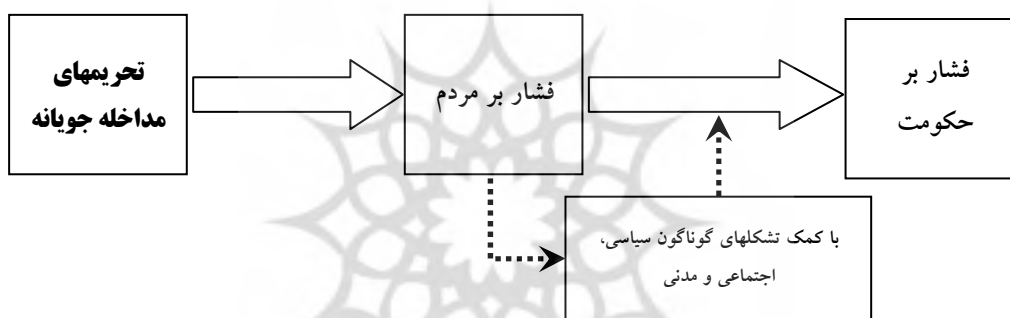 تحریمهای
مداخله جویانه
فشار بر مردم
فشار بر
حکومت
با کمک تشکلهای گوناگون سیاسی،
اجتماعی و مدنی